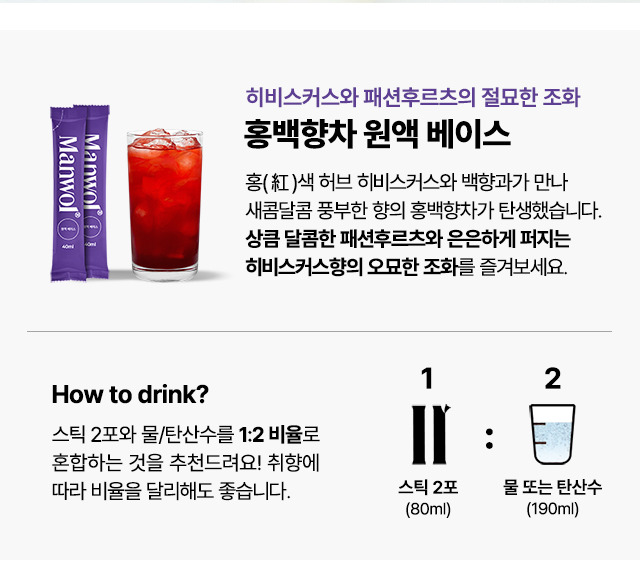 히비스커스와 패션후르츠의 절묘한 조화
홍백향차 원액 베이스
홍( 紅 )색 허브 히비스커스와 백향과가 만나
새콤달콤 풍부한 향의 홍백향차가 탄생했습니다.
상큼 달콤한 패션후르츠와 은은하게 퍼지는
히비스커스향의 오묘한 조화를 즐겨보세요.
Manwol®
40ml
Manwol®
40ml
How to drink?
스틱 2포와 물/탄산수를 1:2 비율로
혼합하는 것을 추천드려요! 취향에
따라 비율을 달리해도 좋습니다.
1 : 2
스틱 2포
(80ml)
물 또는 탄산수
(190ml)